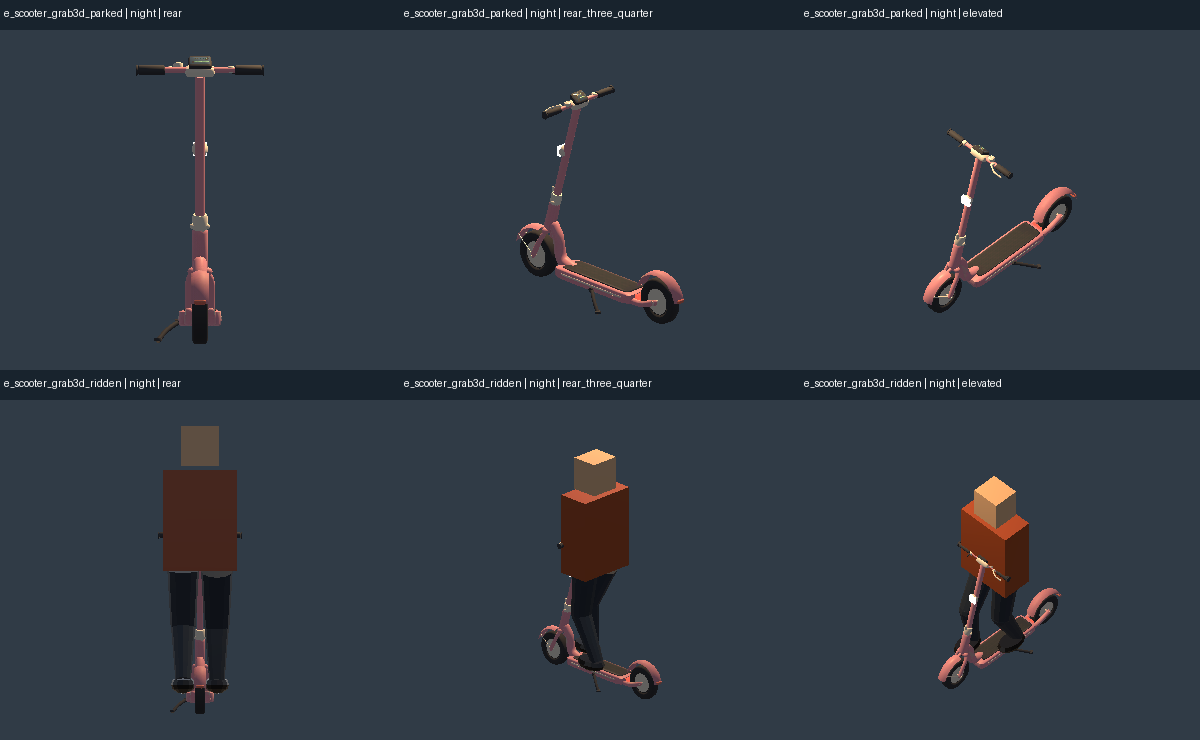 e_scooter_grab3d_parked | night | rear
e_scooter_grab3d_parked | night | rear_three_quarter
e_scooter_grab3d_parked | night | elevated
e_scooter_grab3d_ridden | night | rear
e_scooter_grab3d_ridden | night | rear_three_quarter
e_scooter_grab3d_ridden | night | elevated